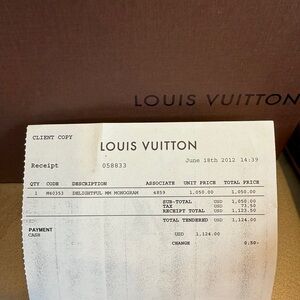 LOUIS VUITTON
CLIENT COPY
LOUIS VUITTON
Receipt 058833 June 18th 2012 14:39
QTY CODE DESCRIPTION ASSOCIATE UNIT PRICE TOTAL PRICE
1 M40353 DELIGHTFUL MM MONOGRAM 4859 1,050.00 1,050.00
SUB-TOTAL USD 1,050.00
TAX USD 73.50
RECEIPT TOTAL USD 1,123.50
TOTAL TENDERED USD 1,124.00
PAYMENT
CASH USD 1,124.00
CHANGE 0.50-